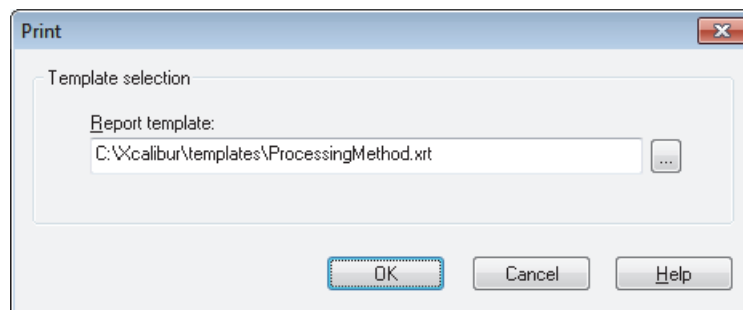 Print
Template selection
Report template:
C:\Xcalibur\templates\ProcessingMethod.xrt
...
OK Cancel Help